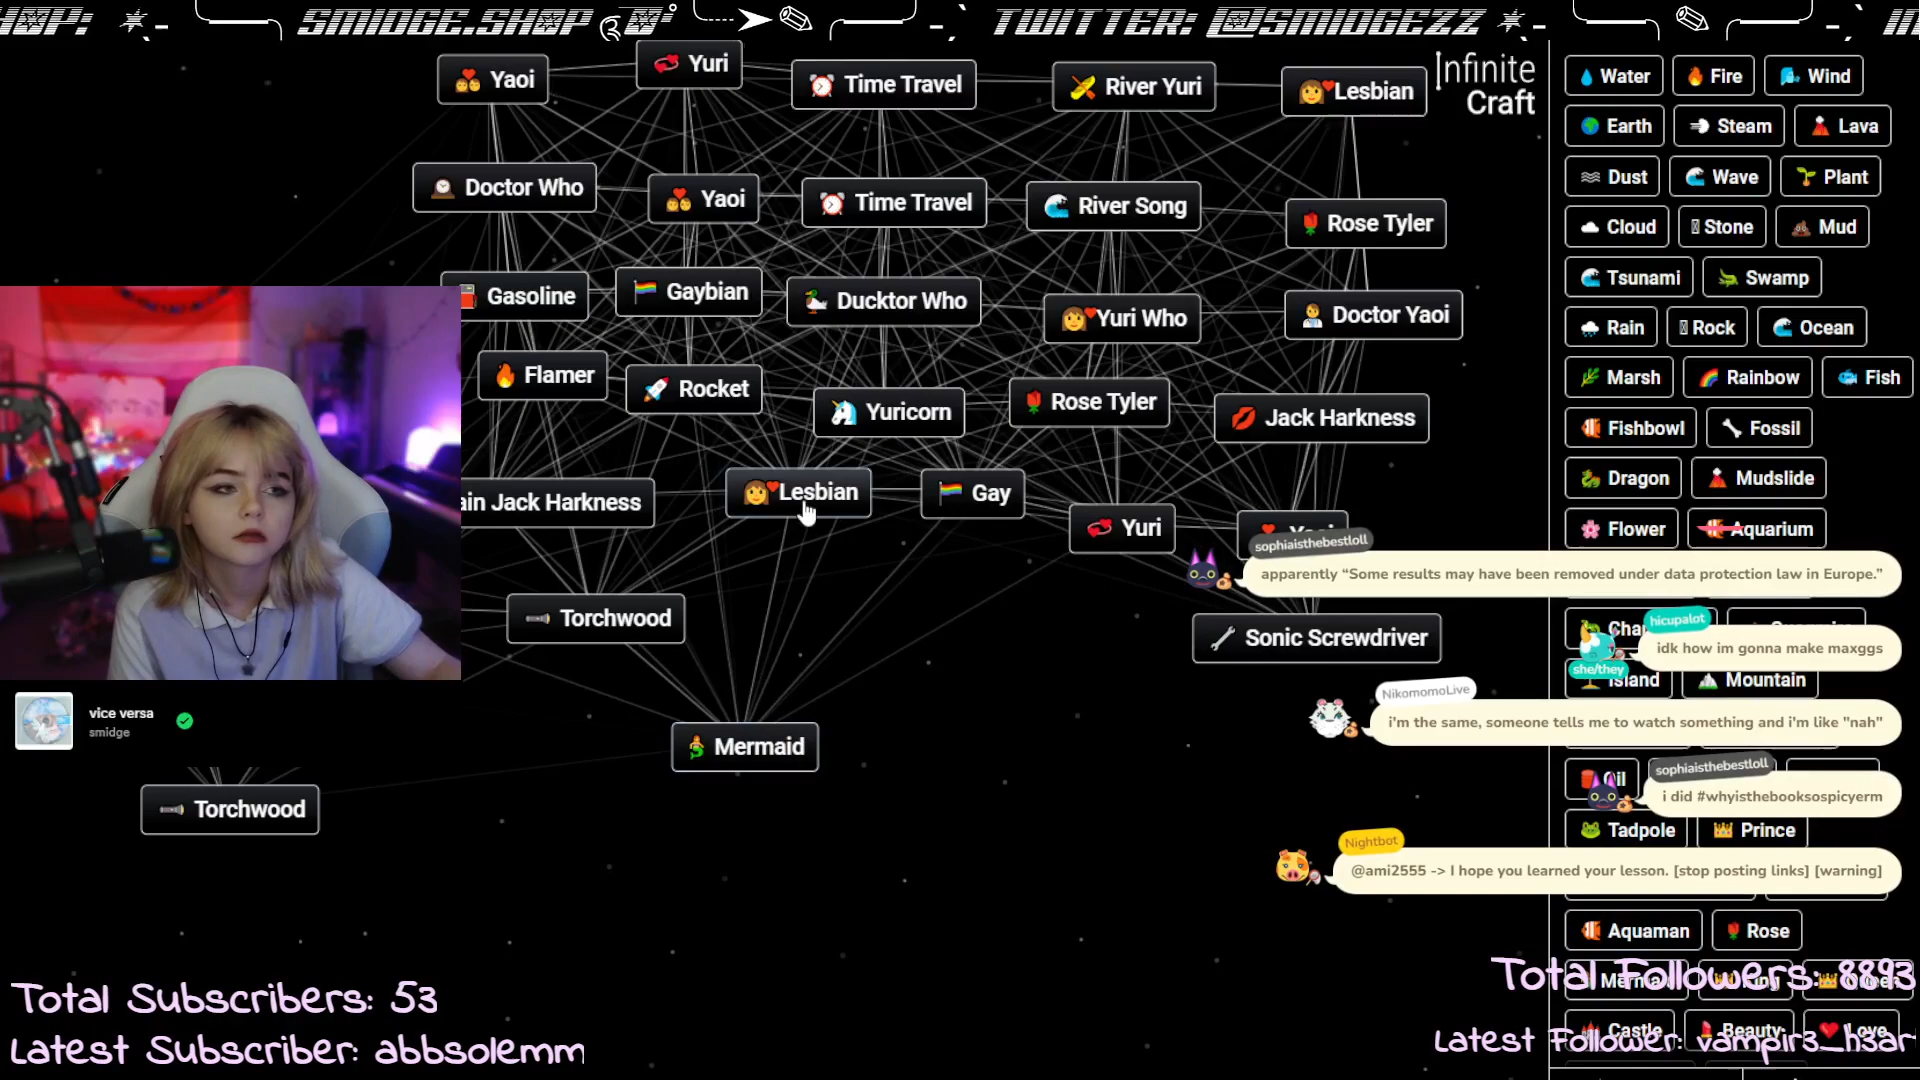 HOP:
SMIDGE.SHOP
TWITTER: @SMIDGEZZ
Yaoi
Yuri
Time Travel
River Yuri
Lesbian
Infinite
Craft
Doctor Who
Yaoi
Time Travel
River Song
Rose Tyler
Gasoline
Gaybian
Ducktor Who
Yuri Who
Doctor Yaoi
Flamer
Rocket
Yuricorn
Rose Tyler
Jack Harkness
ain Jack Harkness
Lesbian
Gay
Yuri
Torchwood
Sonic Screwdriver
Mermaid
Torchwood
Water Fire Wind
Earth Steam Lava
Dust Wave Plant
Cloud Stone Mud
Tsunami Swamp
Rain Rock Ocean
Marsh Rainbow Fish
Fishbowl Fossil
Dragon Mudslide
Flower Aquarium
Island Mountain
Oil
Tadpole Prince
Aquaman Rose
Castle Beauty Love
sophiaisthebestloll
apparently “Some results may have been removed under data protection law in Europe.”
hicupalot
she/they
idk how im gonna make maxggs
NikomomoLive
i'm the same, someone tells me to watch something and i'm like "nah"
sophiaisthebestloll
i did #whyisthebooksospicyerm
Nightbot
@ami2555 -> I hope you learned your lesson. [stop posting links] [warning]
vice versa
smidge
Total Subscribers: 53
Latest Subscriber: abbsolemm
Total Followers: 8893
Latest Follower: vampir3_h3ar